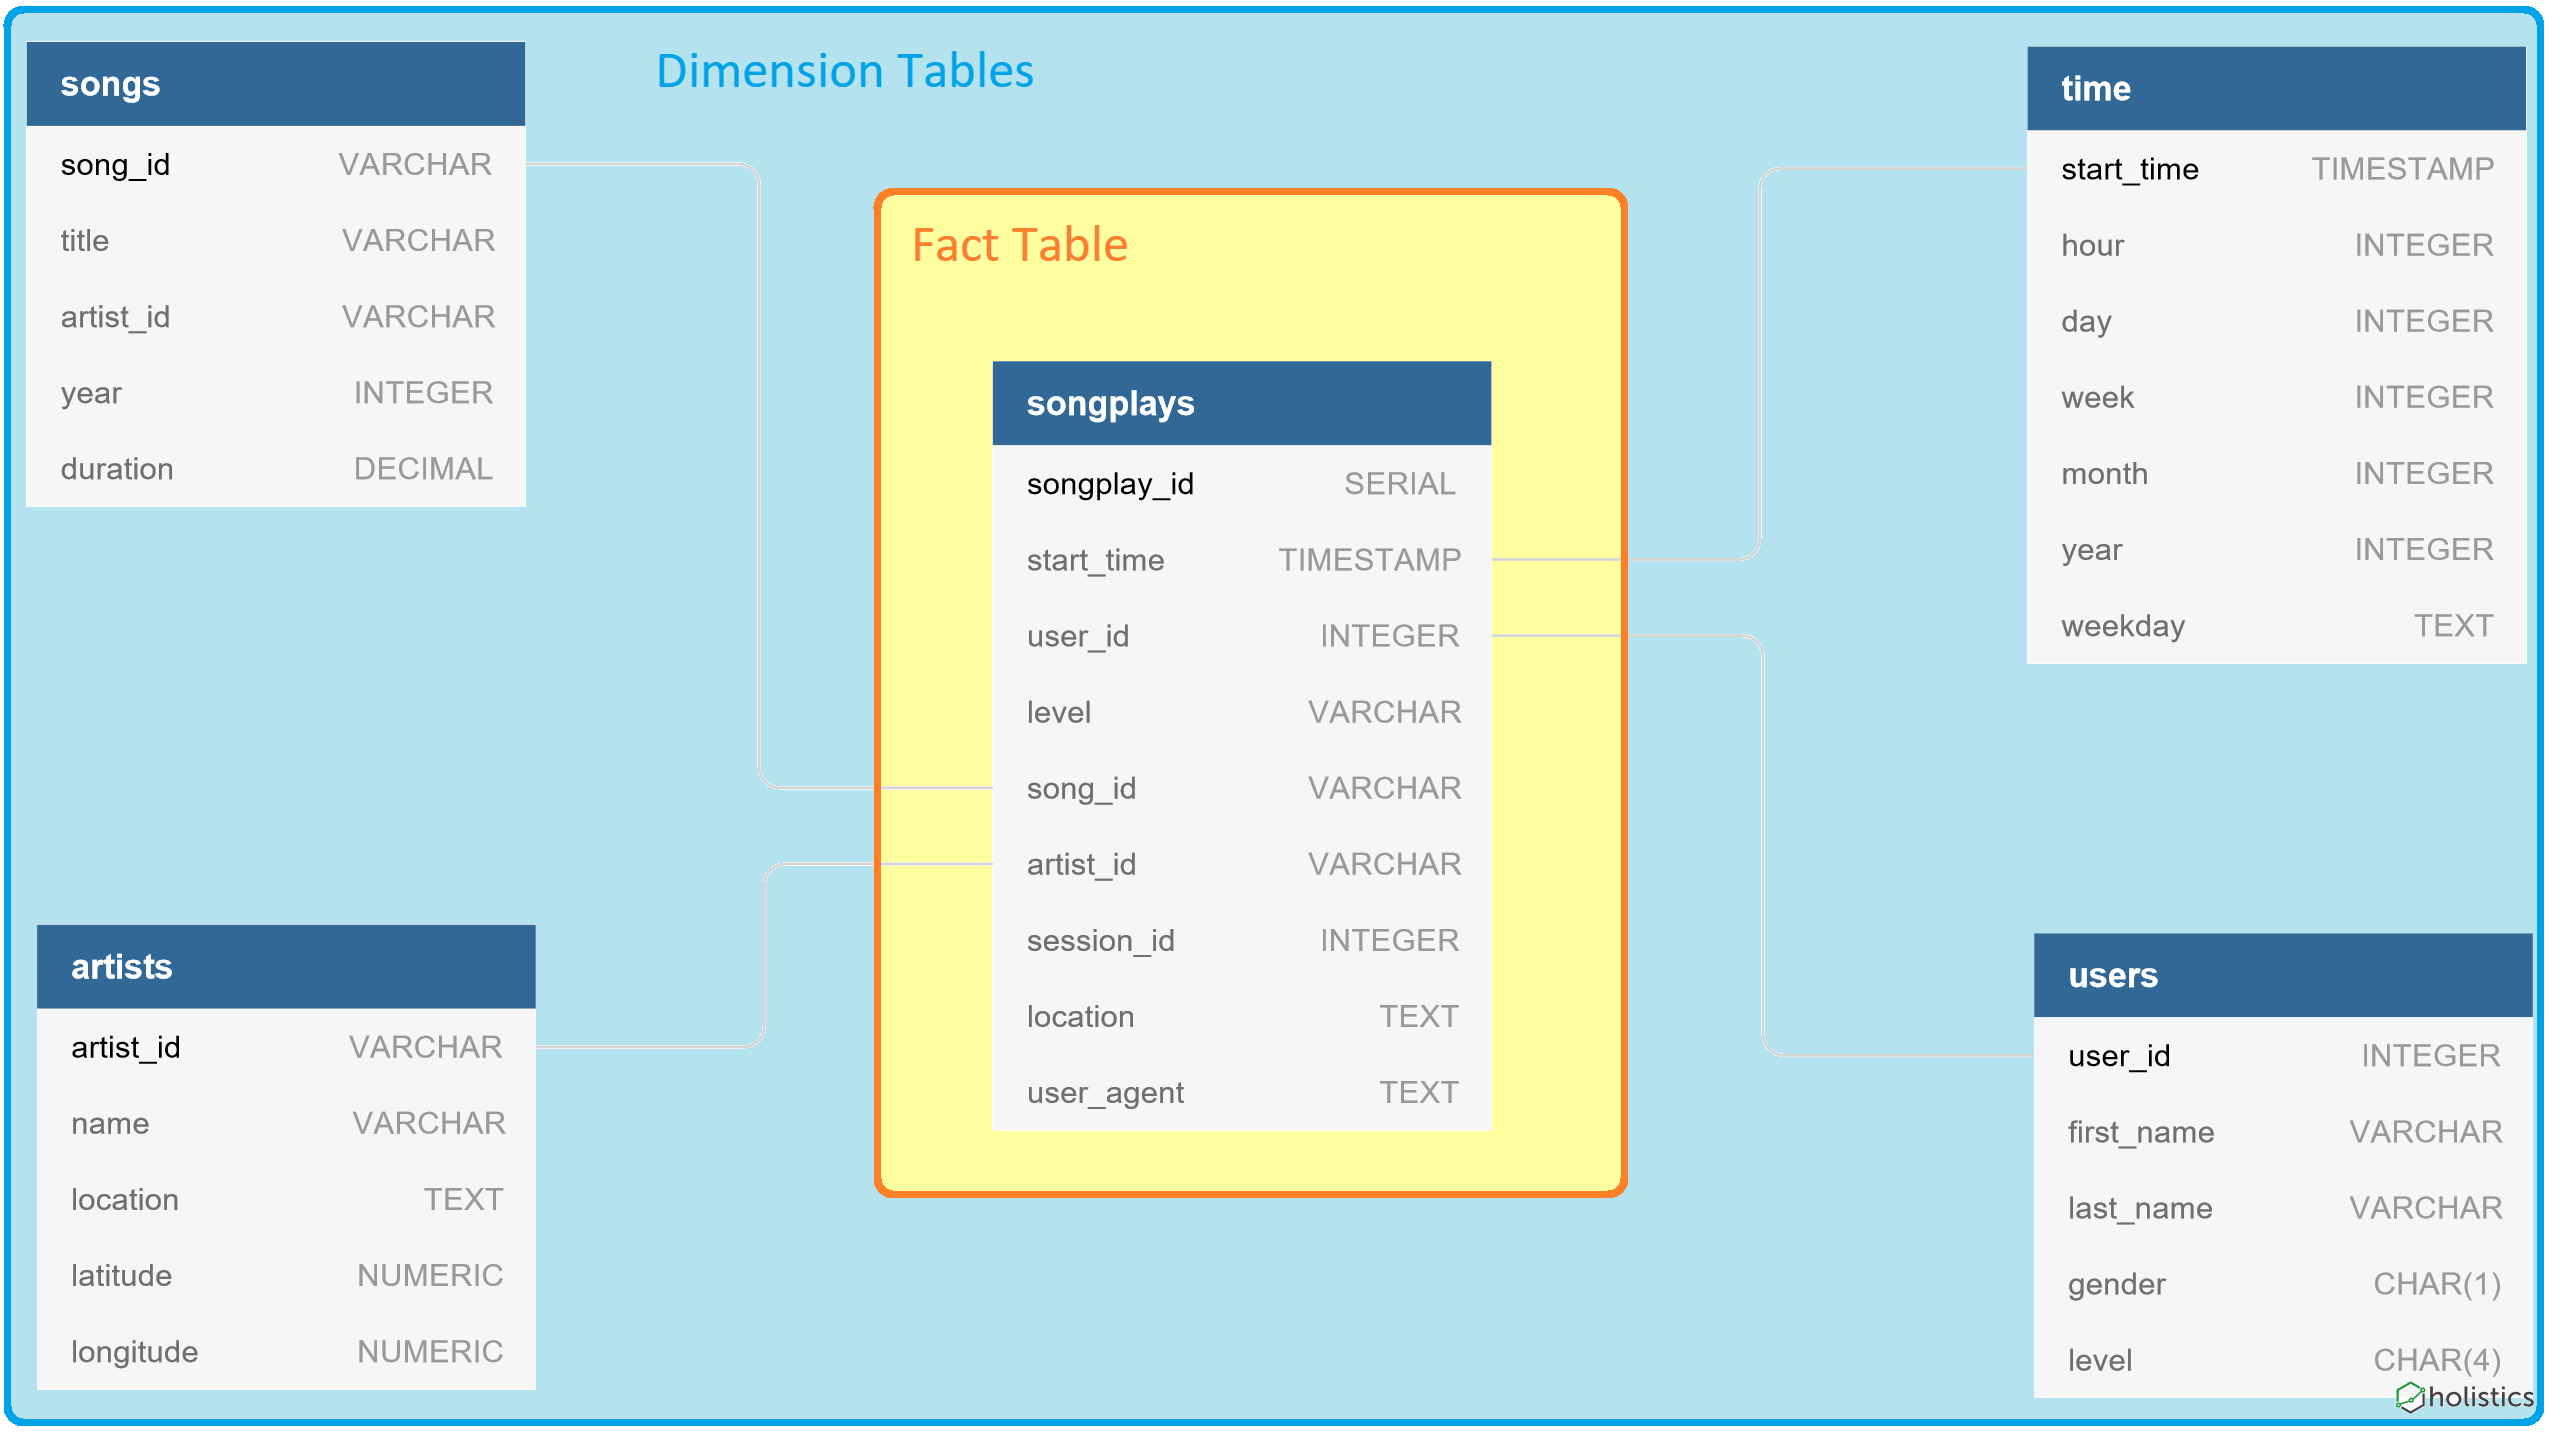 Dimension Tables
songs
song_id VARCHAR
title VARCHAR
artist_id VARCHAR
year INTEGER
duration DECIMAL
artists
artist_id VARCHAR
name VARCHAR
location TEXT
latitude NUMERIC
longitude NUMERIC
Fact Table
songplays
songplay_id SERIAL
start_time TIMESTAMP
user_id INTEGER
level VARCHAR
song_id VARCHAR
artist_id VARCHAR
session_id INTEGER
location TEXT
user_agent TEXT
time
start_time TIMESTAMP
hour INTEGER
day INTEGER
week INTEGER
month INTEGER
year INTEGER
weekday TEXT
users
user_id INTEGER
first_name VARCHAR
last_name VARCHAR
gender CHAR(1)
level CHAR(4)
holistics